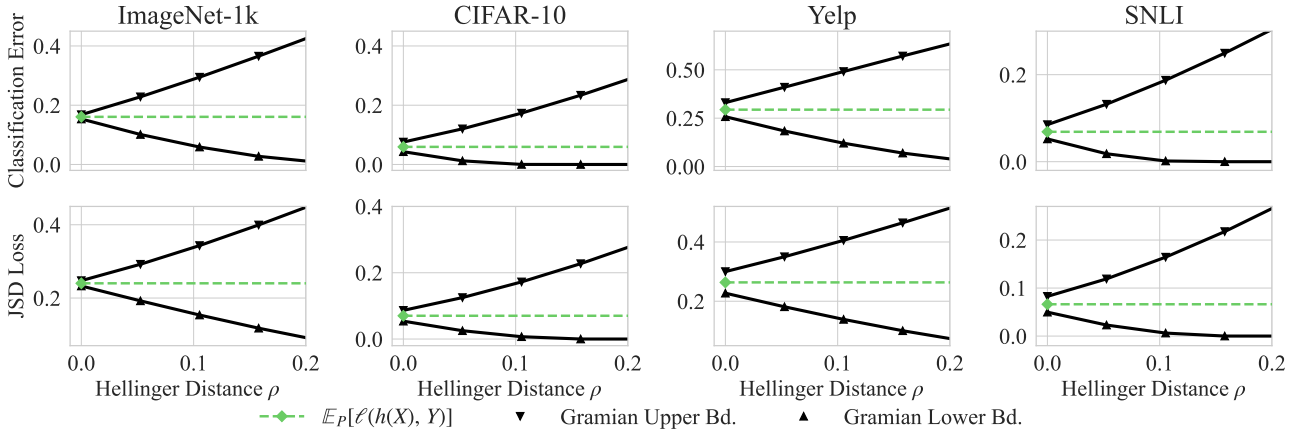 ImageNet-1k CIFAR-10 Yelp SNLI
Classification Error
0.4 0.4 0.50 0.2
0.2 0.2 0.25
0.0 0.0 0.00 0.0
JSD Loss
0.4 0.4 0.4 0.2
0.2 0.2 0.2 0.1
0.0 0.0
0.0 0.1 0.2 0.0 0.1 0.2 0.0 0.1 0.2 0.0 0.1 0.2
Hellinger Distance ρ Hellinger Distance ρ Hellinger Distance ρ Hellinger Distance ρ
𝔼_P[ℓ(h(X), Y)] Gramian Upper Bd. Gramian Lower Bd.